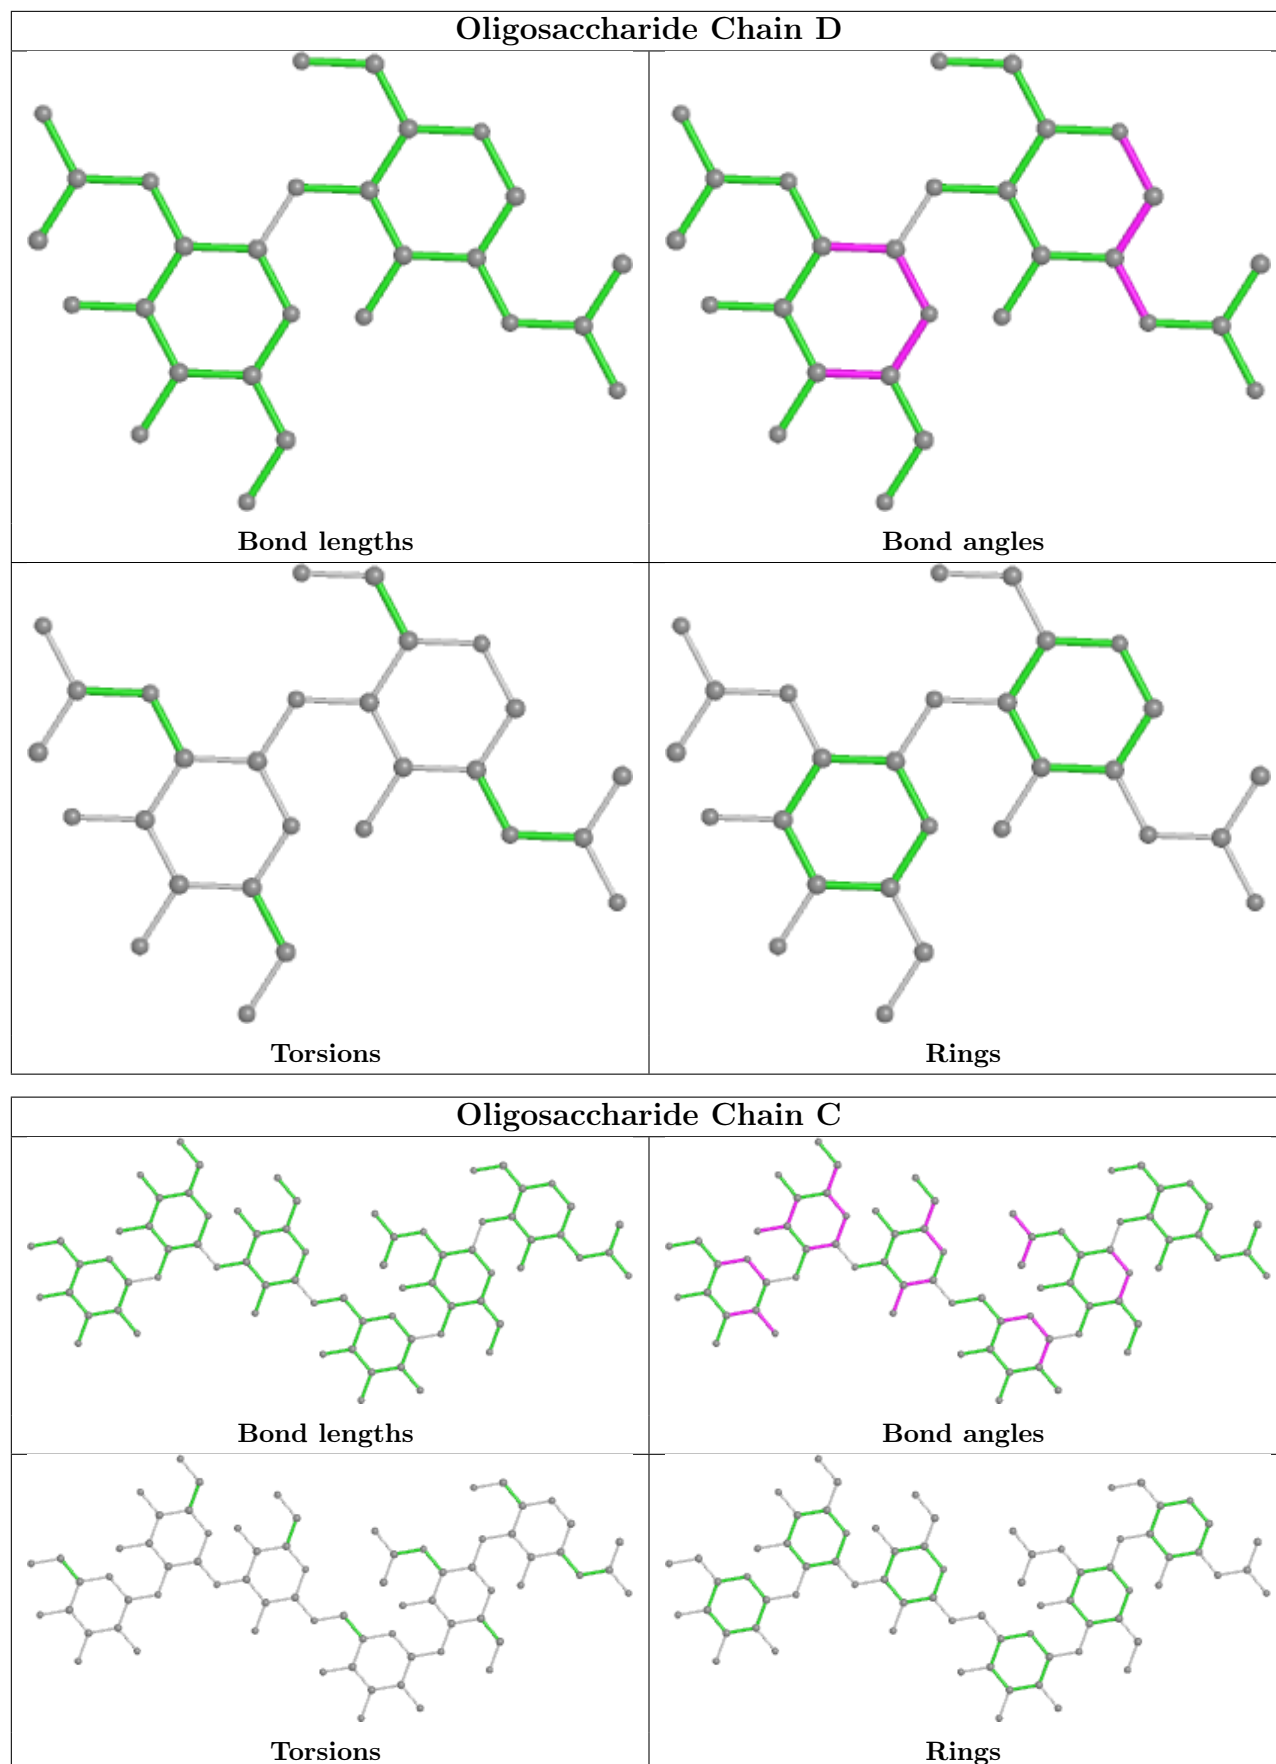 Oligosaccharide Chain D
Bond lengths
Bond angles
Torsions
Rings
Oligosaccharide Chain C
Bond lengths
Bond angles
Torsions
Rings